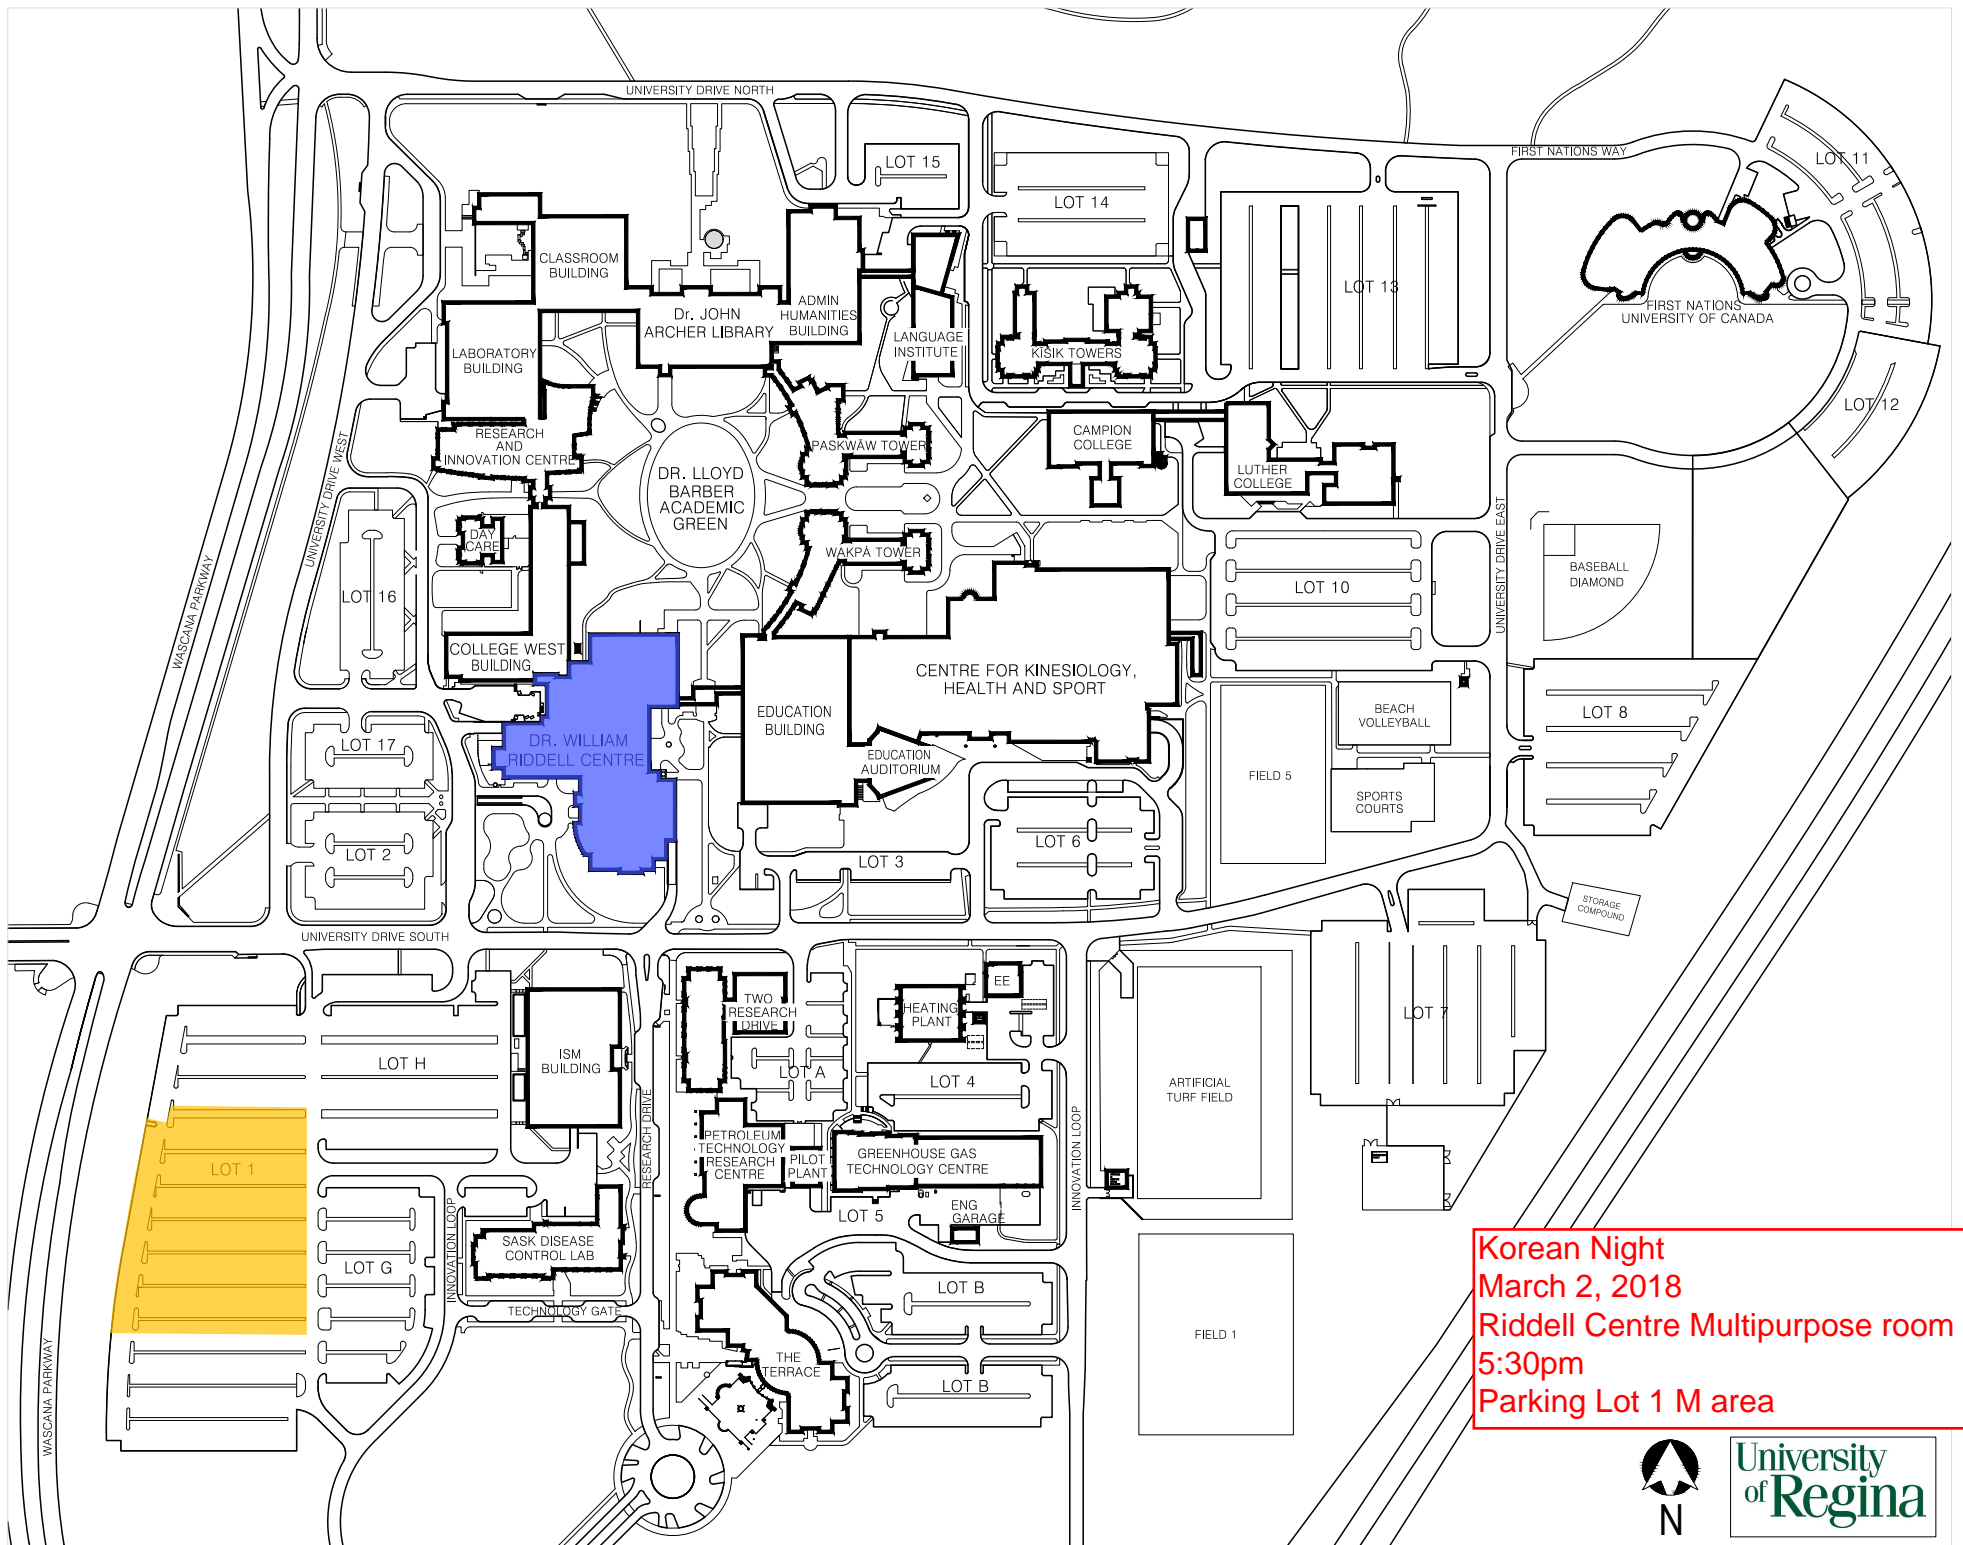 UNIVERSITY DRIVE NORTH
FIRST NATIONS WAY
LOT 11
LOT 15
LOT 14
CLASSROOM
BUILDING
LOT 13
ADMIN
HUMANITIES
BUILDING
Dr. JOHN
ARCHER LIBRARY
FIRST NATIONS
UNIVERSITY OF CANADA
LANGUAGE
INSTITUTE
KĪSIK TOWERS
LABORATORY
BUILDING
LOT 12
RESEARCH
AND
INNOVATION CENTRE
PASKWĀW TOWER
CAMPION
COLLEGE
LUTHER
COLLEGE
DR. LLOYD
BARBER
ACADEMIC
GREEN
UNIVERSITY DRIVE WEST
UNIVERSITY DRIVE EAST
DAY
CARE
WAKPÁ TOWER
BASEBALL
DIAMOND
LOT 10
LOT 16
WASCANA PARKWAY
COLLEGE WEST
BUILDING
CENTRE FOR KINESIOLOGY,
HEALTH AND SPORT
EDUCATION
BUILDING
BEACH
VOLLEYBALL
LOT 8
LOT 17
DR. WILLIAM
RIDDELL CENTRE
EDUCATION
AUDITORIUM
FIELD 5
SPORTS
COURTS
LOT 2
LOT 3
LOT 6
STORAGE
COMPOUND
UNIVERSITY DRIVE SOUTH
TWO
RESEARCH
DRIVE
EE
HEATING
PLANT
LOT 7
LOT H
ISM
BUILDING
LOT A
LOT 4
ARTIFICIAL
TURF FIELD
RESEARCH DRIVE
INNOVATION LOOP
PETROLEUM
TECHNOLOGY
RESEARCH
CENTRE
PILOT
PLANT
GREENHOUSE GAS
TECHNOLOGY CENTRE
LOT 1
LOT 5
ENG
GARAGE
SASK DISEASE
CONTROL LAB
LOT G
INNOVATION LOOP
TECHNOLOGY GATE
LOT B
FIELD 1
THE
TERRACE
LOT B
WASCANA PARKWAY
Korean Night
March 2, 2018
Riddell Centre Multipurpose room
5:30pm
Parking Lot 1 M area
N
University
of Regina